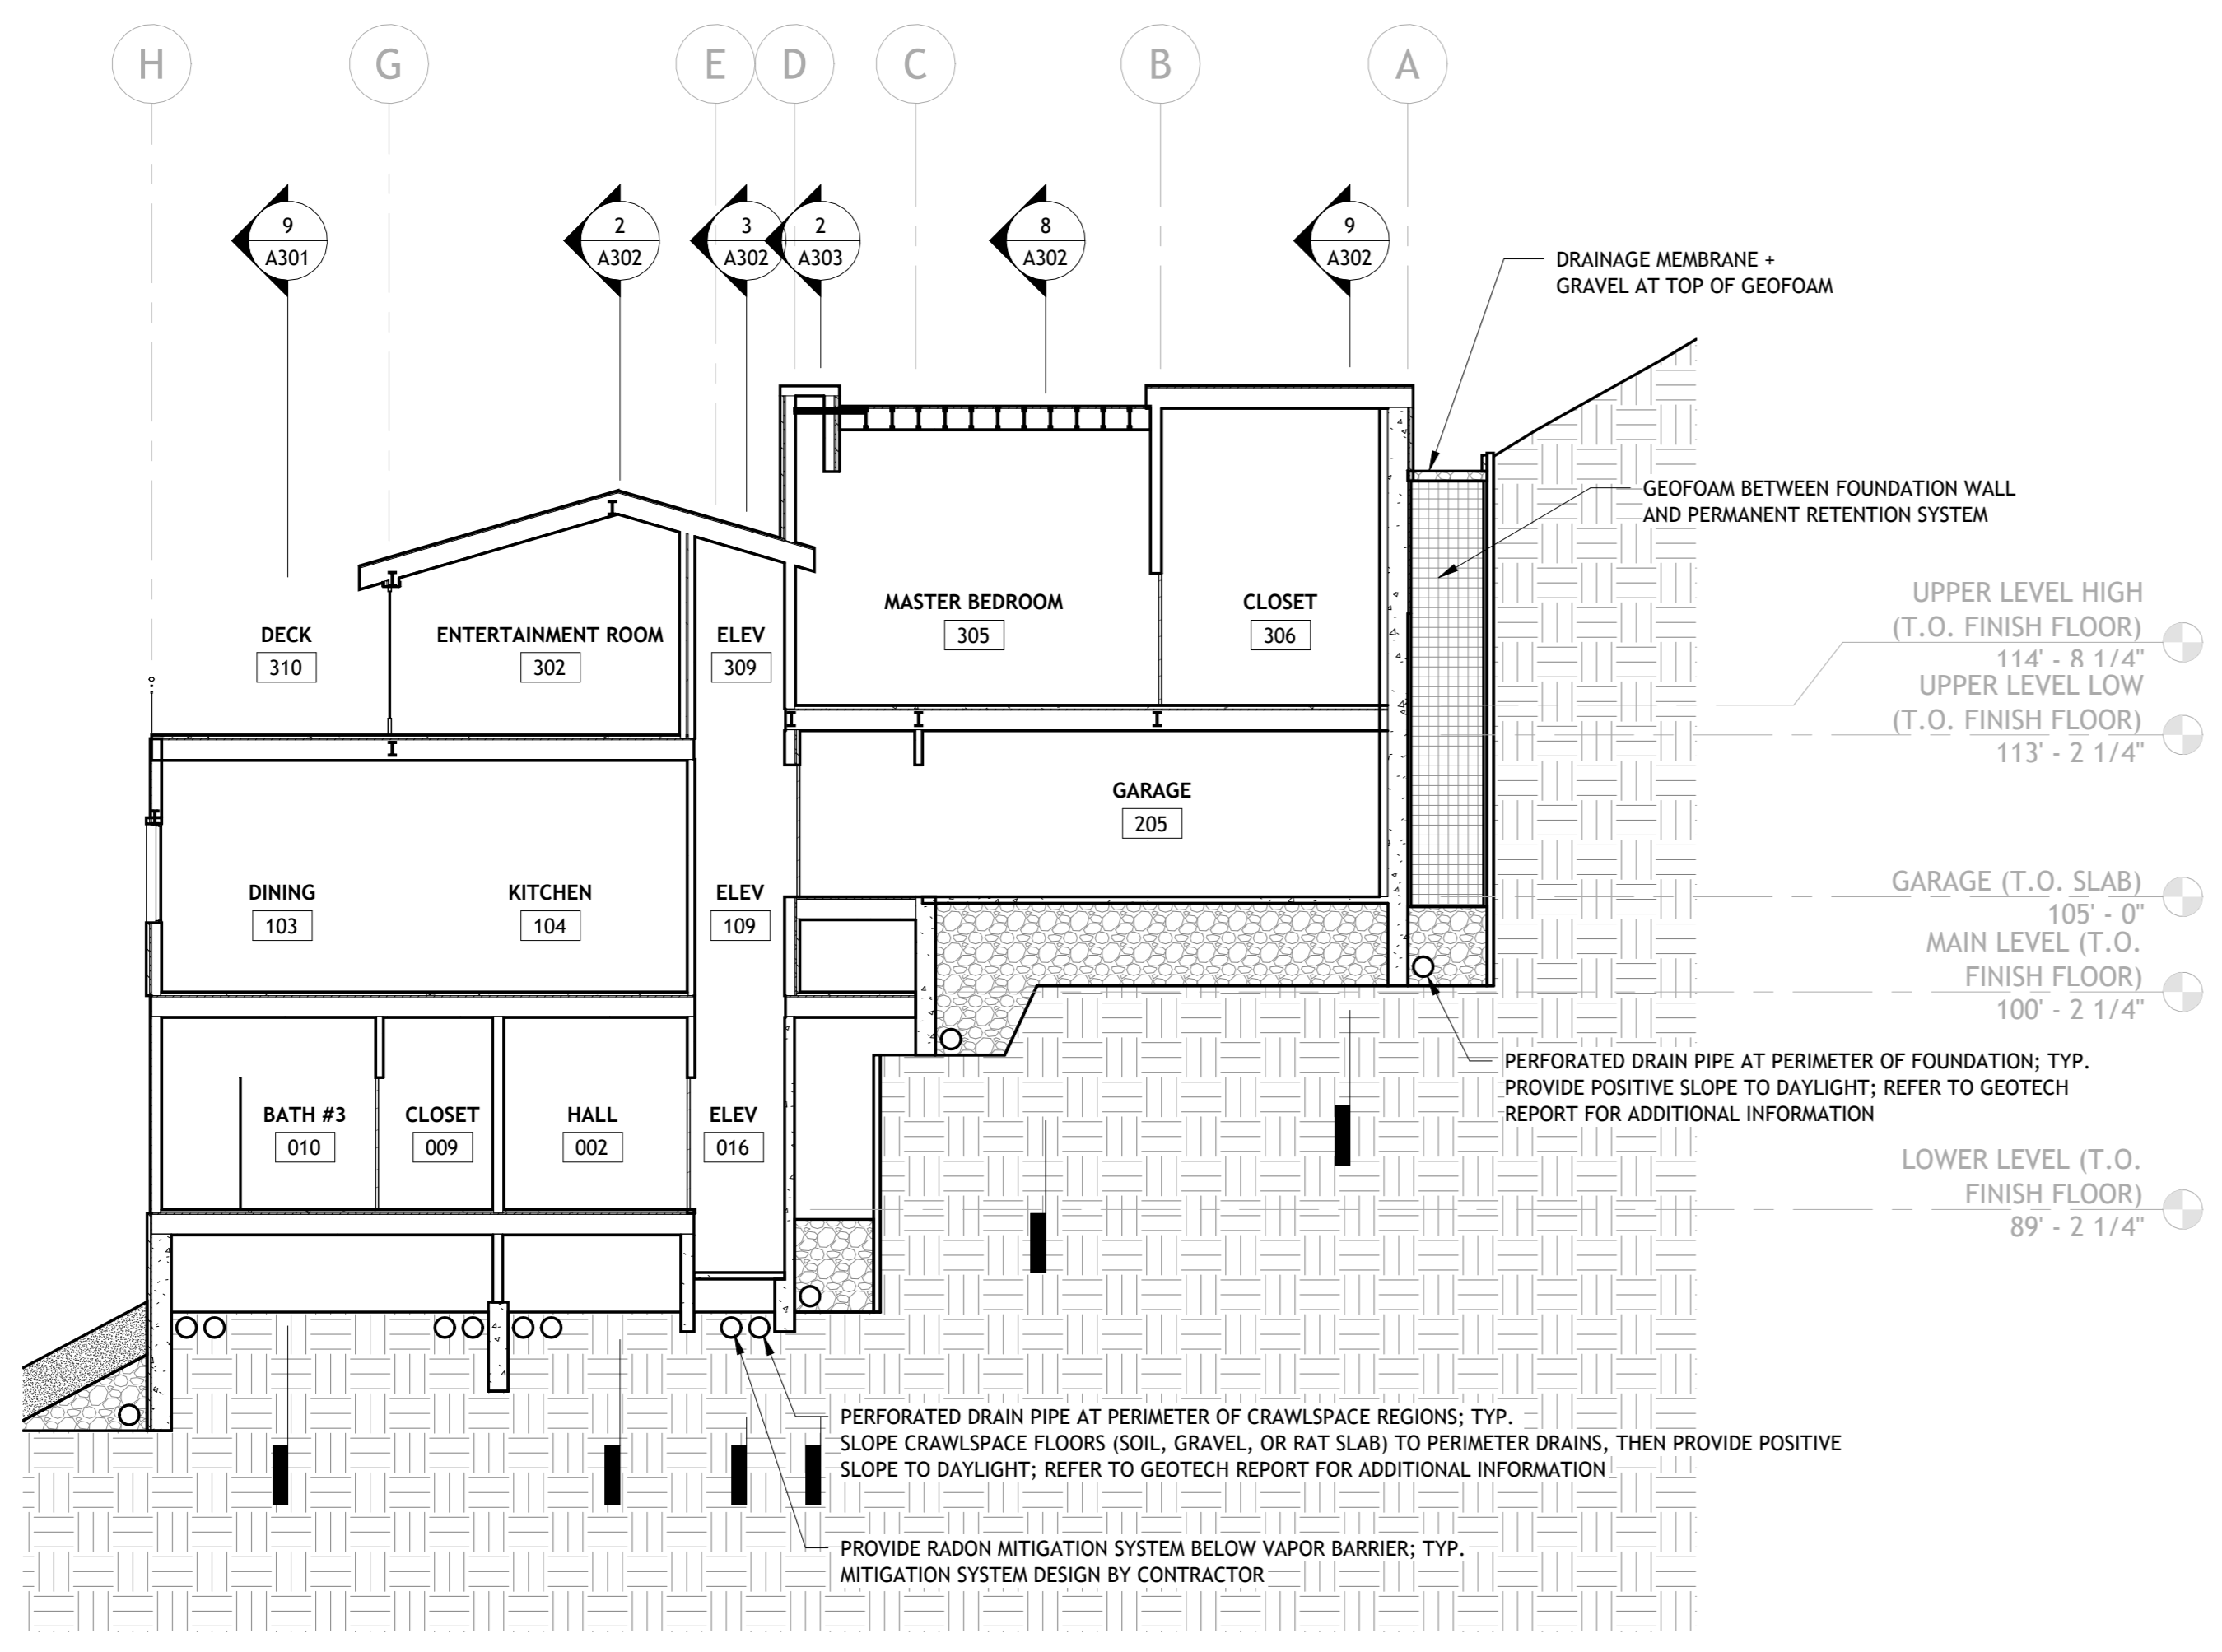 H
G
E
D
C
B
A
9
A301
2
A302
3
A302
2
A303
8
A302
9
A302
DRAINAGE MEMBRANE +
GRAVEL AT TOP OF GEOFOAM
GEOFOAM BETWEEN FOUNDATION WALL
AND PERMANENT RETENTION SYSTEM
UPPER LEVEL HIGH
(T.O. FINISH FLOOR)
114' - 8 1/4"
UPPER LEVEL LOW
(T.O. FINISH FLOOR)
113' - 2 1/4"
MASTER BEDROOM
305
CLOSET
306
DECK
310
ENTERTAINMENT ROOM
302
ELEV
309
GARAGE
205
GARAGE (T.O. SLAB)
105' - 0"
DINING
103
KITCHEN
104
ELEV
109
MAIN LEVEL (T.O.
FINISH FLOOR)
100' - 2 1/4"
PERFORATED DRAIN PIPE AT PERIMETER OF FOUNDATION; TYP.
PROVIDE POSITIVE SLOPE TO DAYLIGHT; REFER TO GEOTECH
REPORT FOR ADDITIONAL INFORMATION
BATH #3
010
CLOSET
009
HALL
002
ELEV
016
LOWER LEVEL (T.O.
FINISH FLOOR)
89' - 2 1/4"
PERFORATED DRAIN PIPE AT PERIMETER OF CRAWLSPACE REGIONS; TYP.
SLOPE CRAWLSPACE FLOORS (SOIL, GRAVEL, OR RAT SLAB) TO PERIMETER DRAINS, THEN PROVIDE POSITIVE
SLOPE TO DAYLIGHT; REFER TO GEOTECH REPORT FOR ADDITIONAL INFORMATION
PROVIDE RADON MITIGATION SYSTEM BELOW VAPOR BARRIER; TYP.
MITIGATION SYSTEM DESIGN BY CONTRACTOR